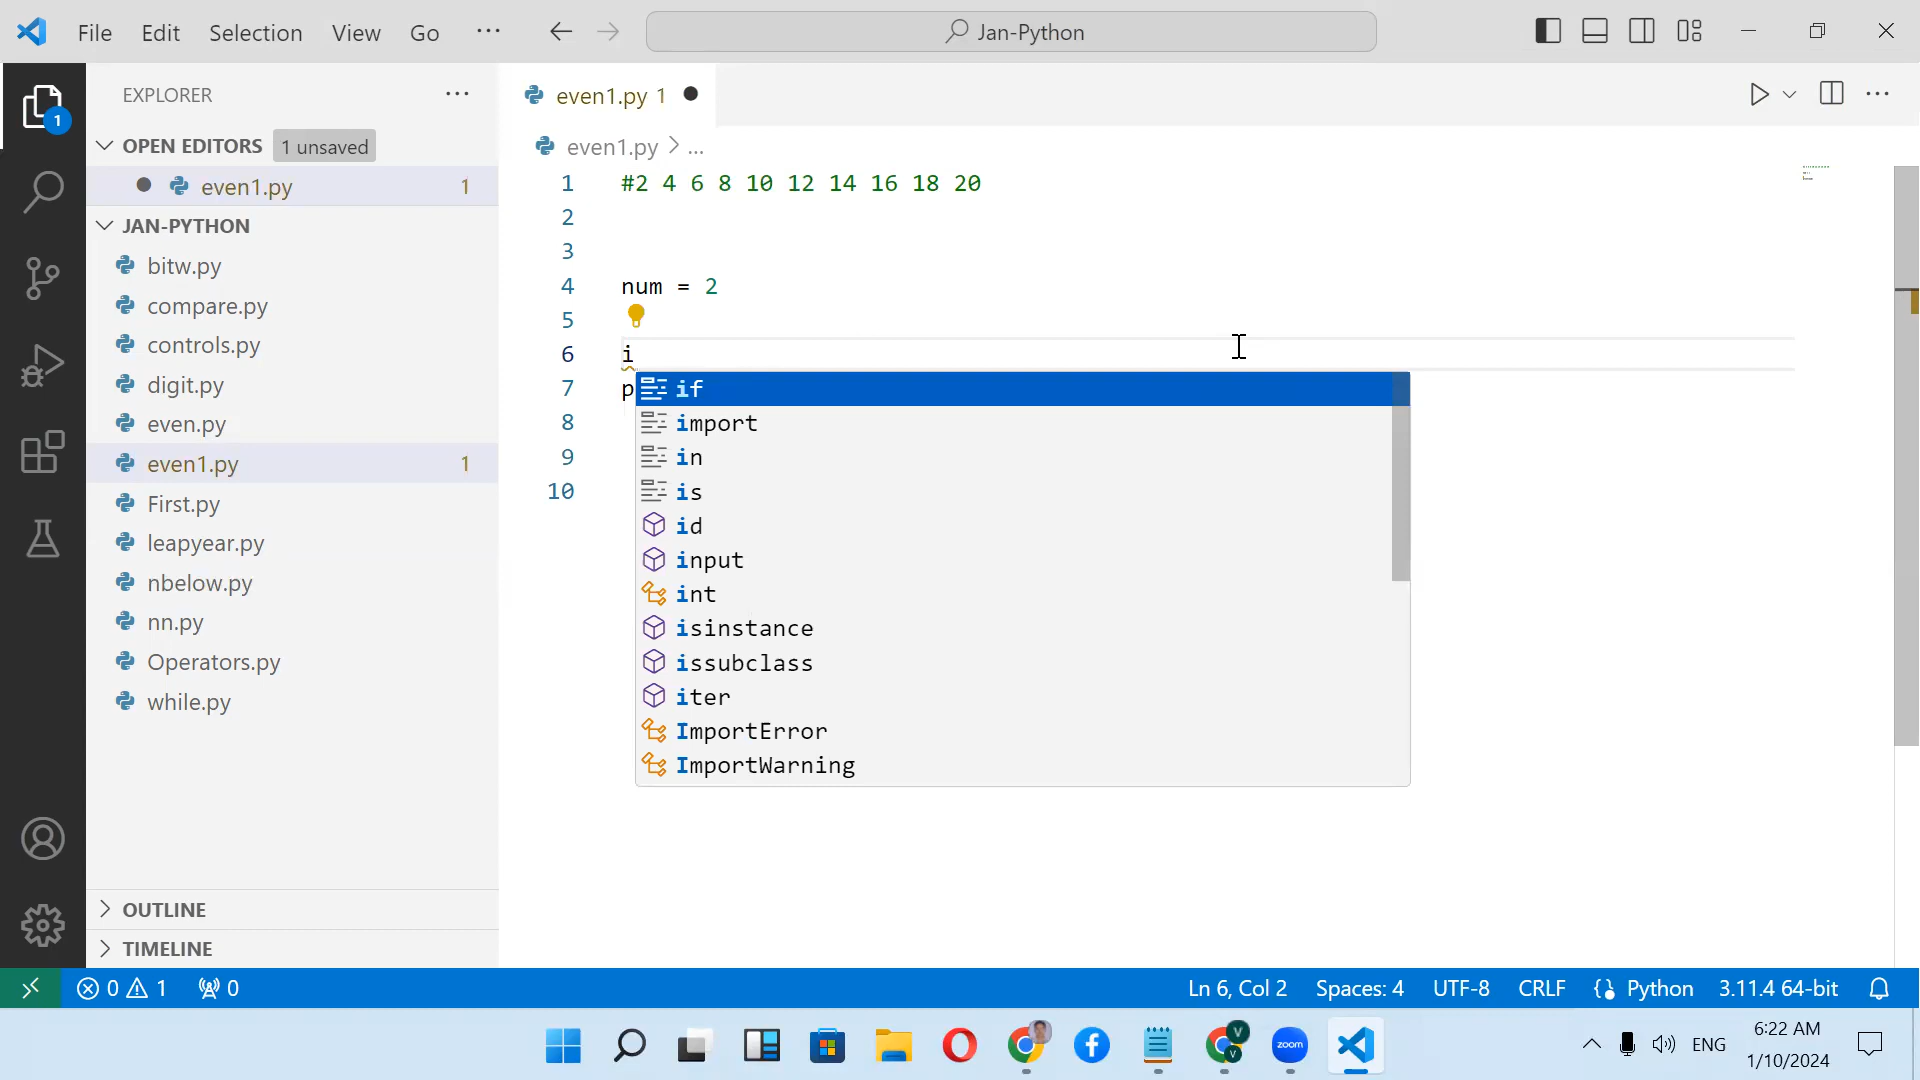 File Edit Selection View Go ... Jan-Python
EXPLORER ...
OPEN EDITORS 1 unsaved
even1.py 1
JAN-PYTHON
bitw.py
compare.py
controls.py
digit.py
even.py
even1.py 1
First.py
leapyear.py
nbelow.py
nn.py
Operators.py
while.py
OUTLINE
TIMELINE
1
even1.py 1
even1.py > ...
1 #2 4 6 8 10 12 14 16 18 20
2
3
4 num = 2
5
6 i
7 p
8
9
10
if
import
in
is
id
input
int
isinstance
issubclass
iter
ImportError
ImportWarning
0 1 0 Ln 6, Col 2 Spaces: 4 UTF-8 CRLF Python 3.11.4 64-bit
V
V
zoom
ENG
6:22 AM
1/10/2024